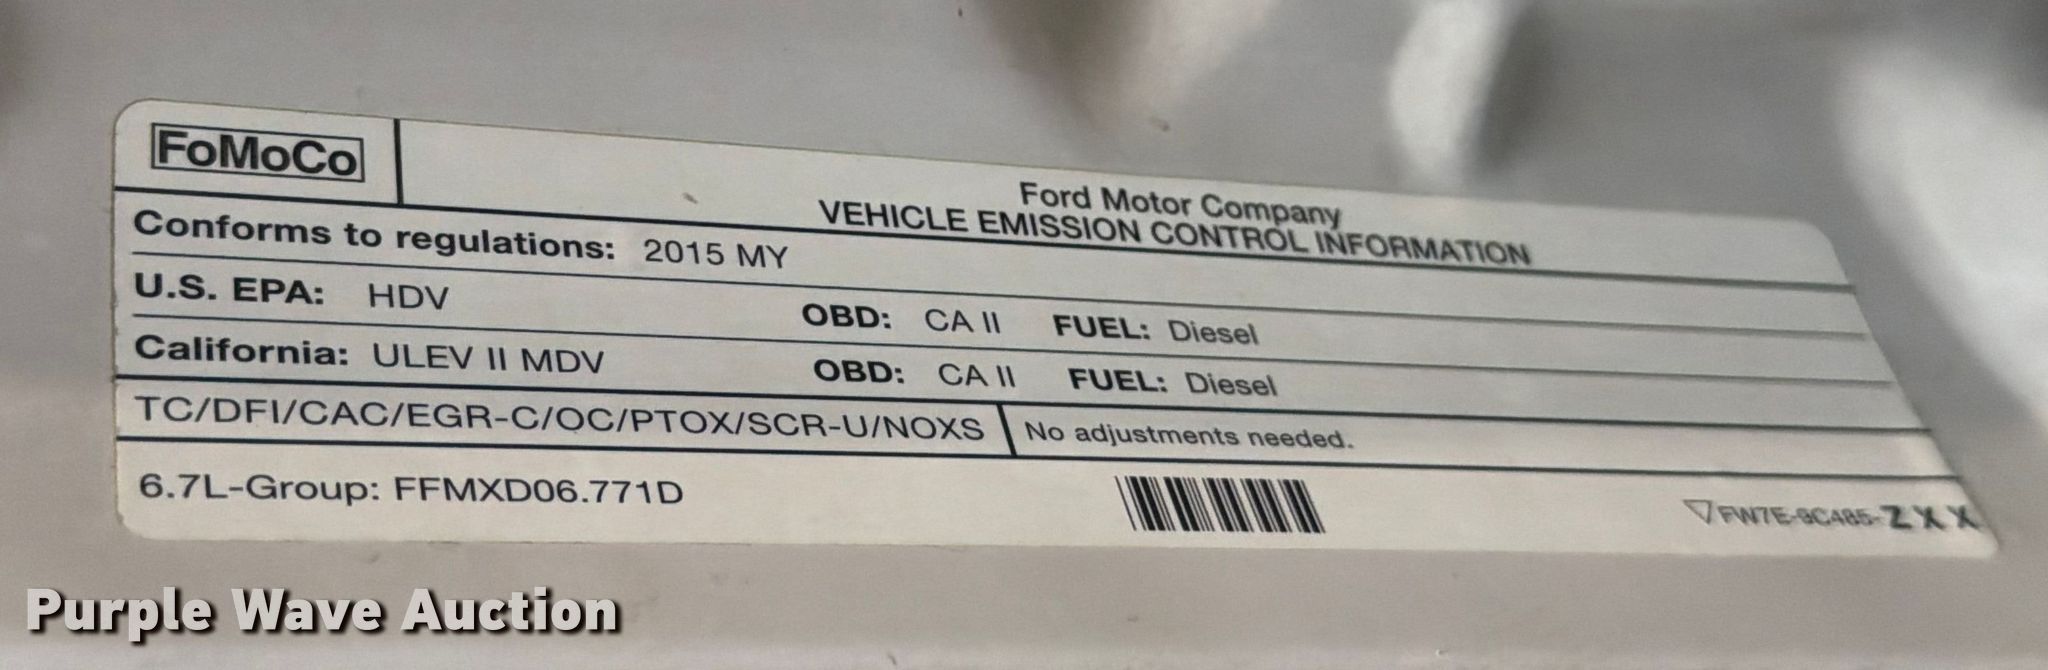 FoMoCo
Ford Motor Company
VEHICLE EMISSION CONTROL INFORMATION
Conforms to regulations: 2015 MY
U.S. EPA: HDV OBD: CA II FUEL: Diesel
California: ULEV II MDV OBD: CA II FUEL: Diesel
TC/DFI/CAC/EGR-C/OC/PTOX/SCR-U/NOXS No adjustments needed.
6.7L-Group: FFMXD06.771D
FW7E-9C485-ZXX
Purple Wave Auction